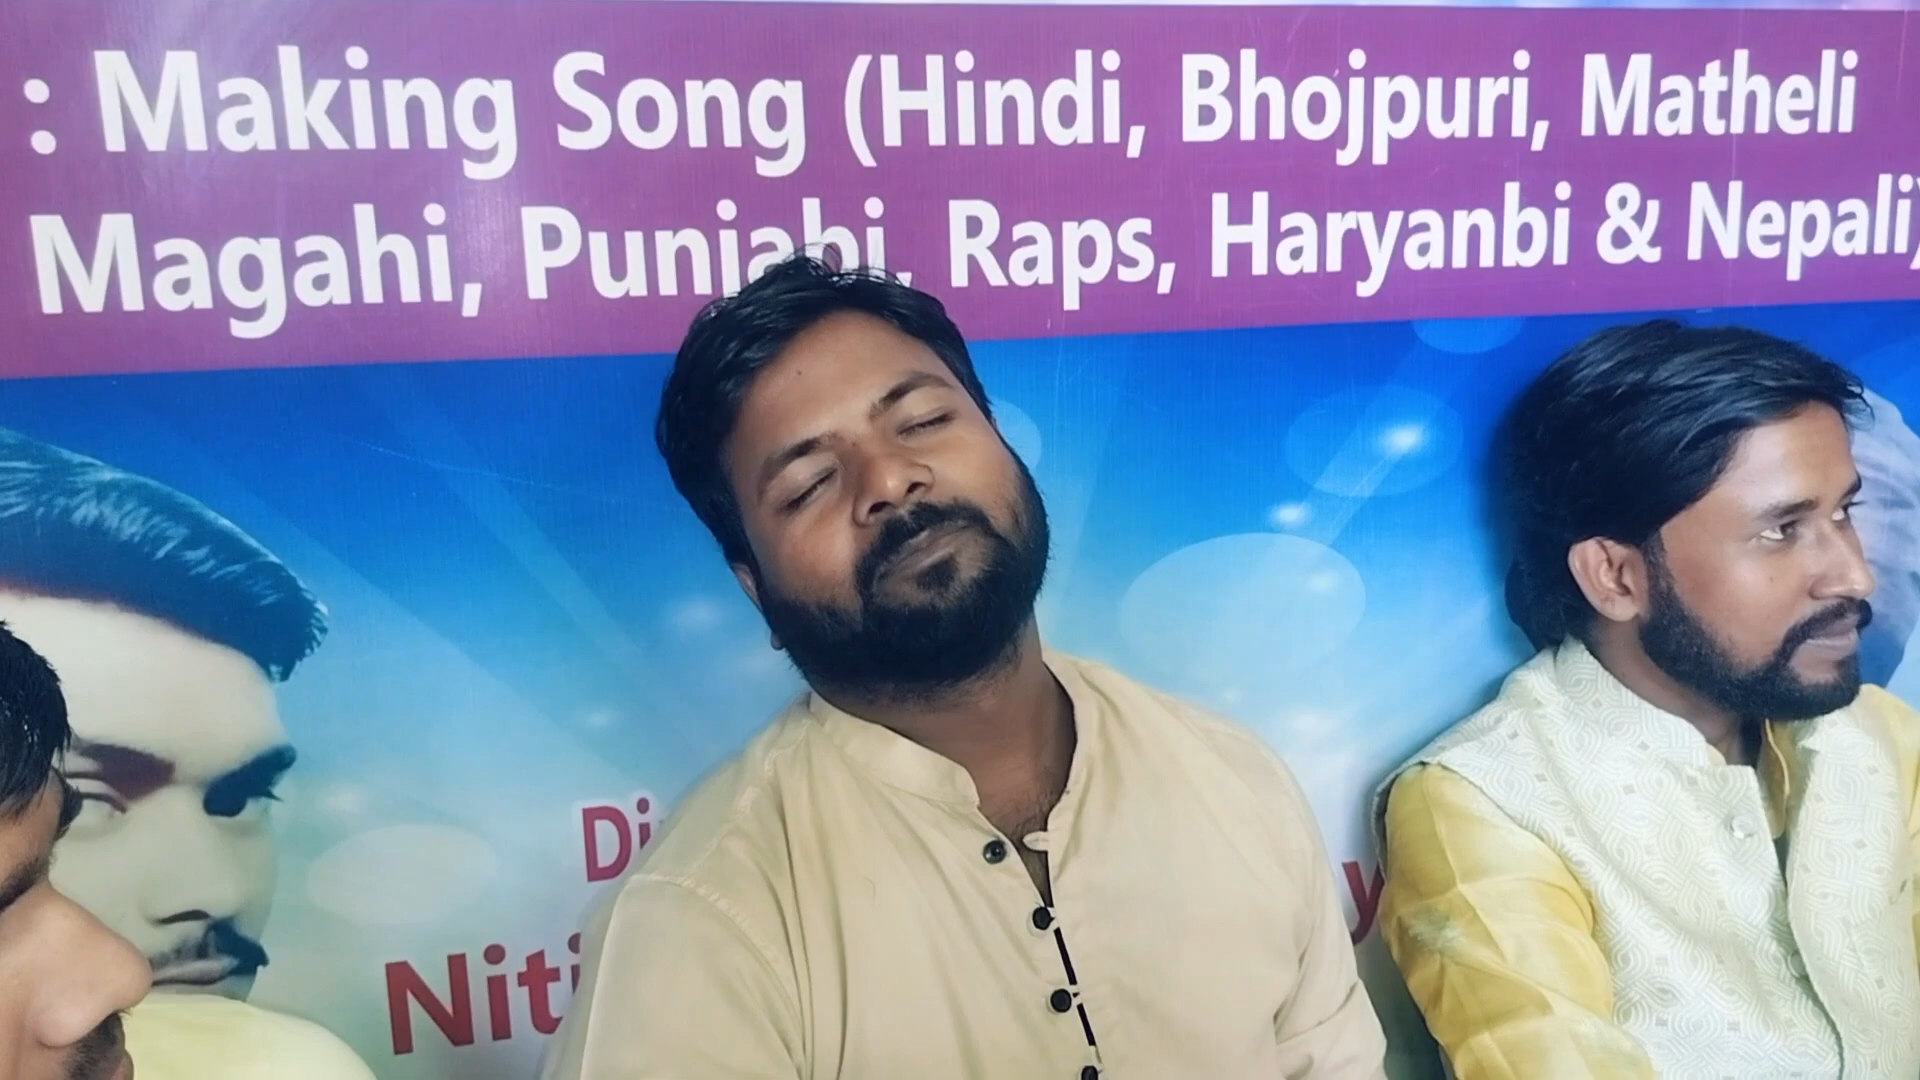 : Making Song (Hindi, Bhojpuri, Matheli
Magahi, Punjabi, Raps, Haryanbi & Nepali)